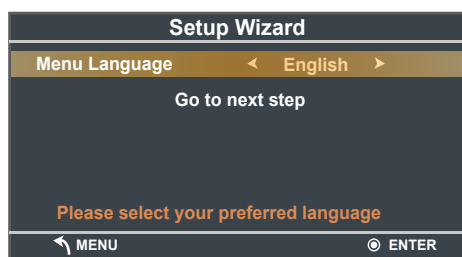 Setup Wizard
Menu Language English
Go to next step
Please select your preferred language
MENU ENTER